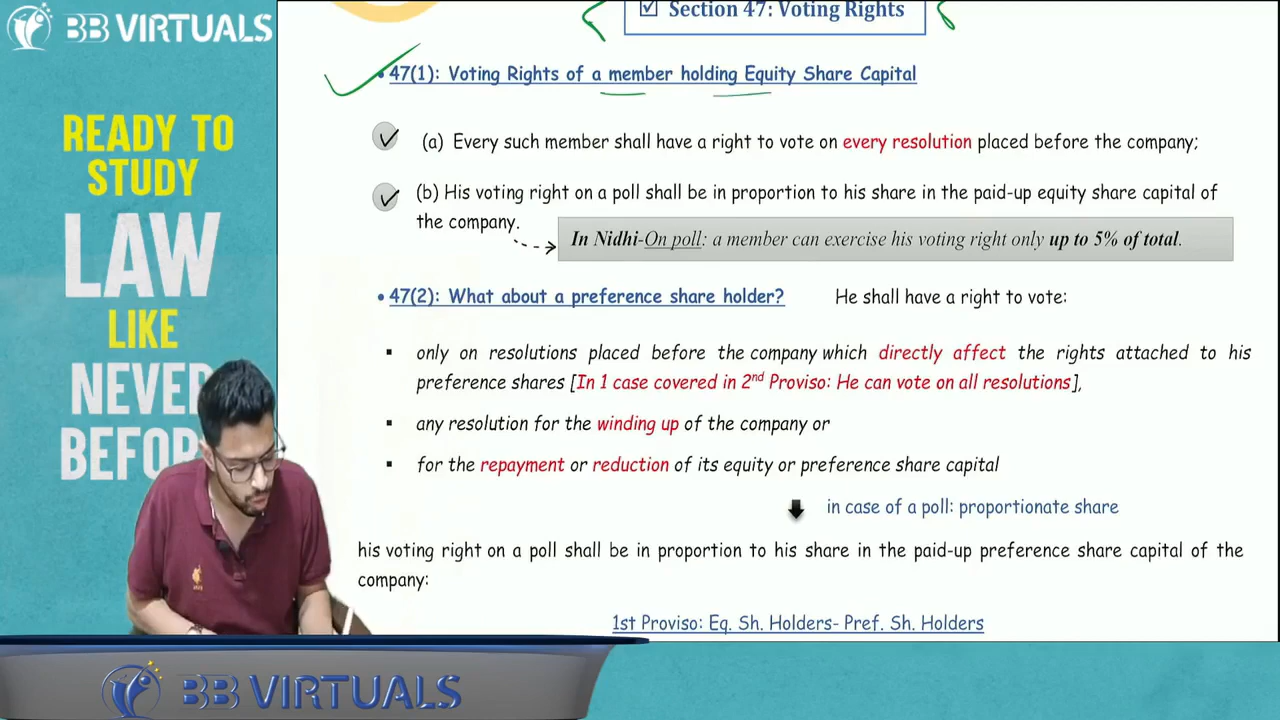 BB VIRTUALS
READY TO
STUDY
LAW
LIKE
NEVER
BEFOR
☑ Section 47: Voting Rights
• 47(1): Voting Rights of a member holding Equity Share Capital
(a) Every such member shall have a right to vote on every resolution placed before the company;
(b) His voting right on a poll shall be in proportion to his share in the paid-up equity share capital of
the company.
In Nidhi-On poll: a member can exercise his voting right only up to 5% of total.
• 47(2): What about a preference share holder? He shall have a right to vote:
▪ only on resolutions placed before the company which directly affect the rights attached to his
preference shares [In 1 case covered in 2nd Proviso: He can vote on all resolutions],
▪ any resolution for the winding up of the company or
▪ for the repayment or reduction of its equity or preference share capital
in case of a poll: proportionate share
his voting right on a poll shall be in proportion to his share in the paid-up preference share capital of the
company:
1st Proviso: Eq. Sh. Holders- Pref. Sh. Holders
BB VIRTUALS